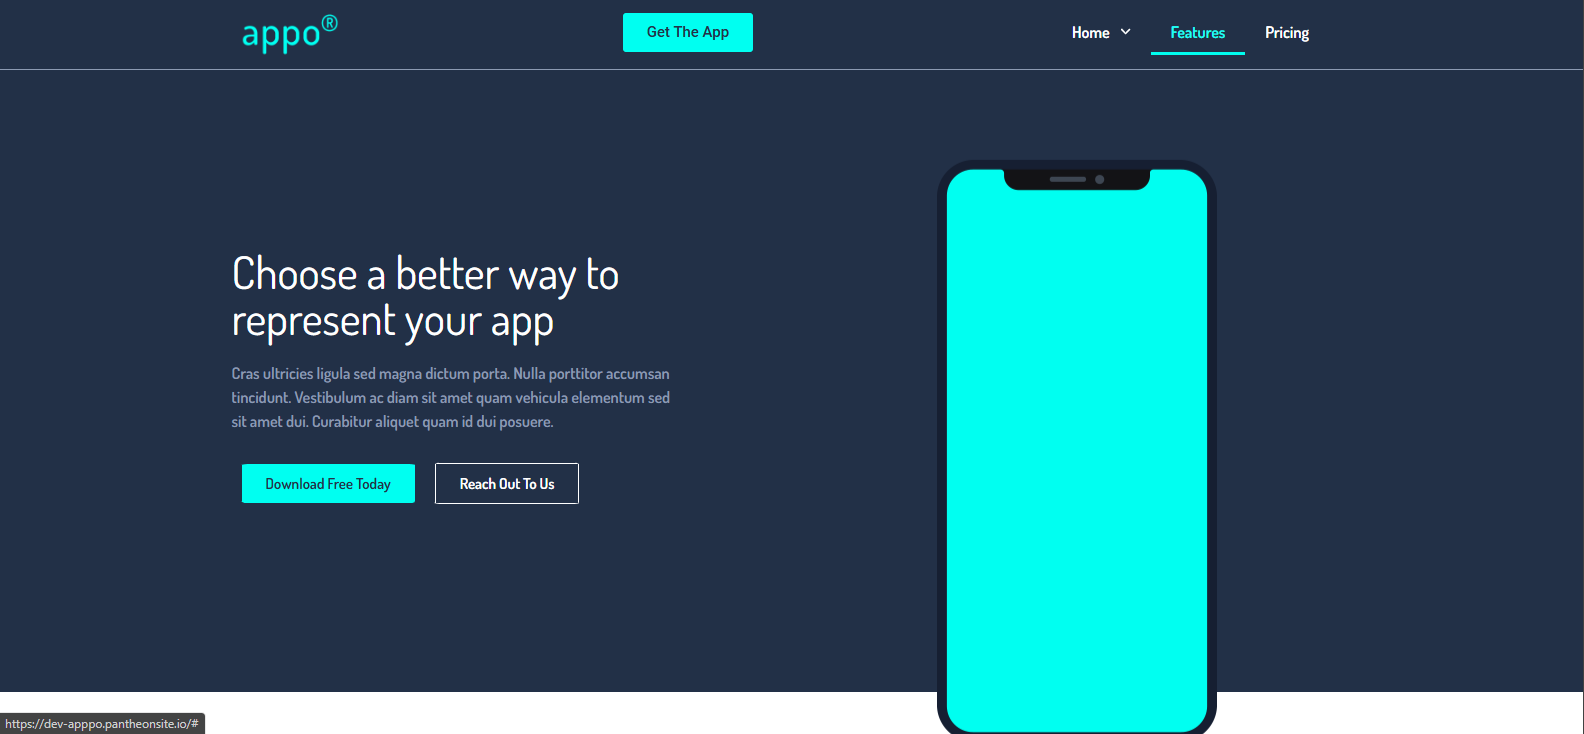 appo®
Get The App
Home
Features
Pricing
Choose a better way to
represent your app
Cras ultricies ligula sed magna dictum porta. Nulla porttitor accumsan
tincidunt. Vestibulum ac diam sit amet quam vehicula elementum sed
sit amet dui. Curabitur aliquet quam id dui posuere.
Download Free Today
Reach Out To Us
https://dev-apppo.pantheonsite.io/#